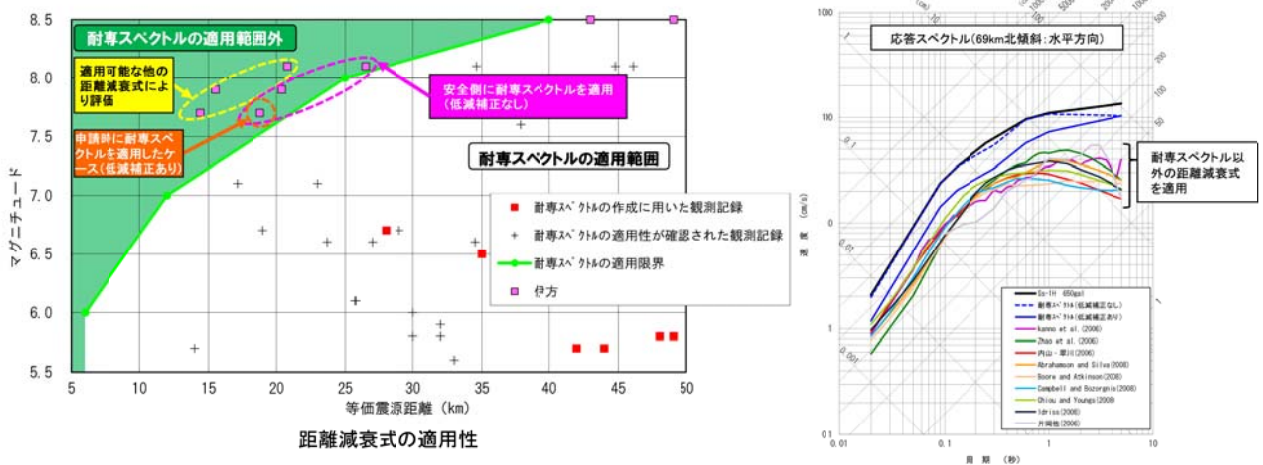 8.5
8.0
7.5
7.0
6.5
6.0
5.5
マグニチュード
耐専スペクトルの適用範囲外
適用可能な他の
距離減衰式によ
り評価
申請時に耐専スペ
クトルを適用したケ
ース(低減補正あり)
安全側に耐専スペクトルを適用
(低減補正なし)
耐専スペクトルの適用範囲
耐専スペクトルの作成に用いた観測記録
耐専スペクトルの適用性が確認された観測記録
耐専スペクトルの適用限界
伊方
5 10 15 20 25 30 35 40 45 50
等価震源距離 (km)
距離減衰式の適用性
応答スペクトル(69km北傾斜:水平方向)
耐専スペクトル以
外の距離減衰式
を適用
速度 (cm/s)
Ss-1H 650gal
耐専スペクトル(低減補正なし)
耐専スペクトル(低減補正あり)
kanno et al. (2006)
Zhao et al. (2006)
内山・翠川(2006)
Abrahamson and Silva(2008)
Boore and Atkinson(2008)
Campbell and Bozorgnia(2008)
Chiou and Youngs(2008
Idriss(2008)
片岡他(2006)
0.01 0.1 1 10
周期 (秒)